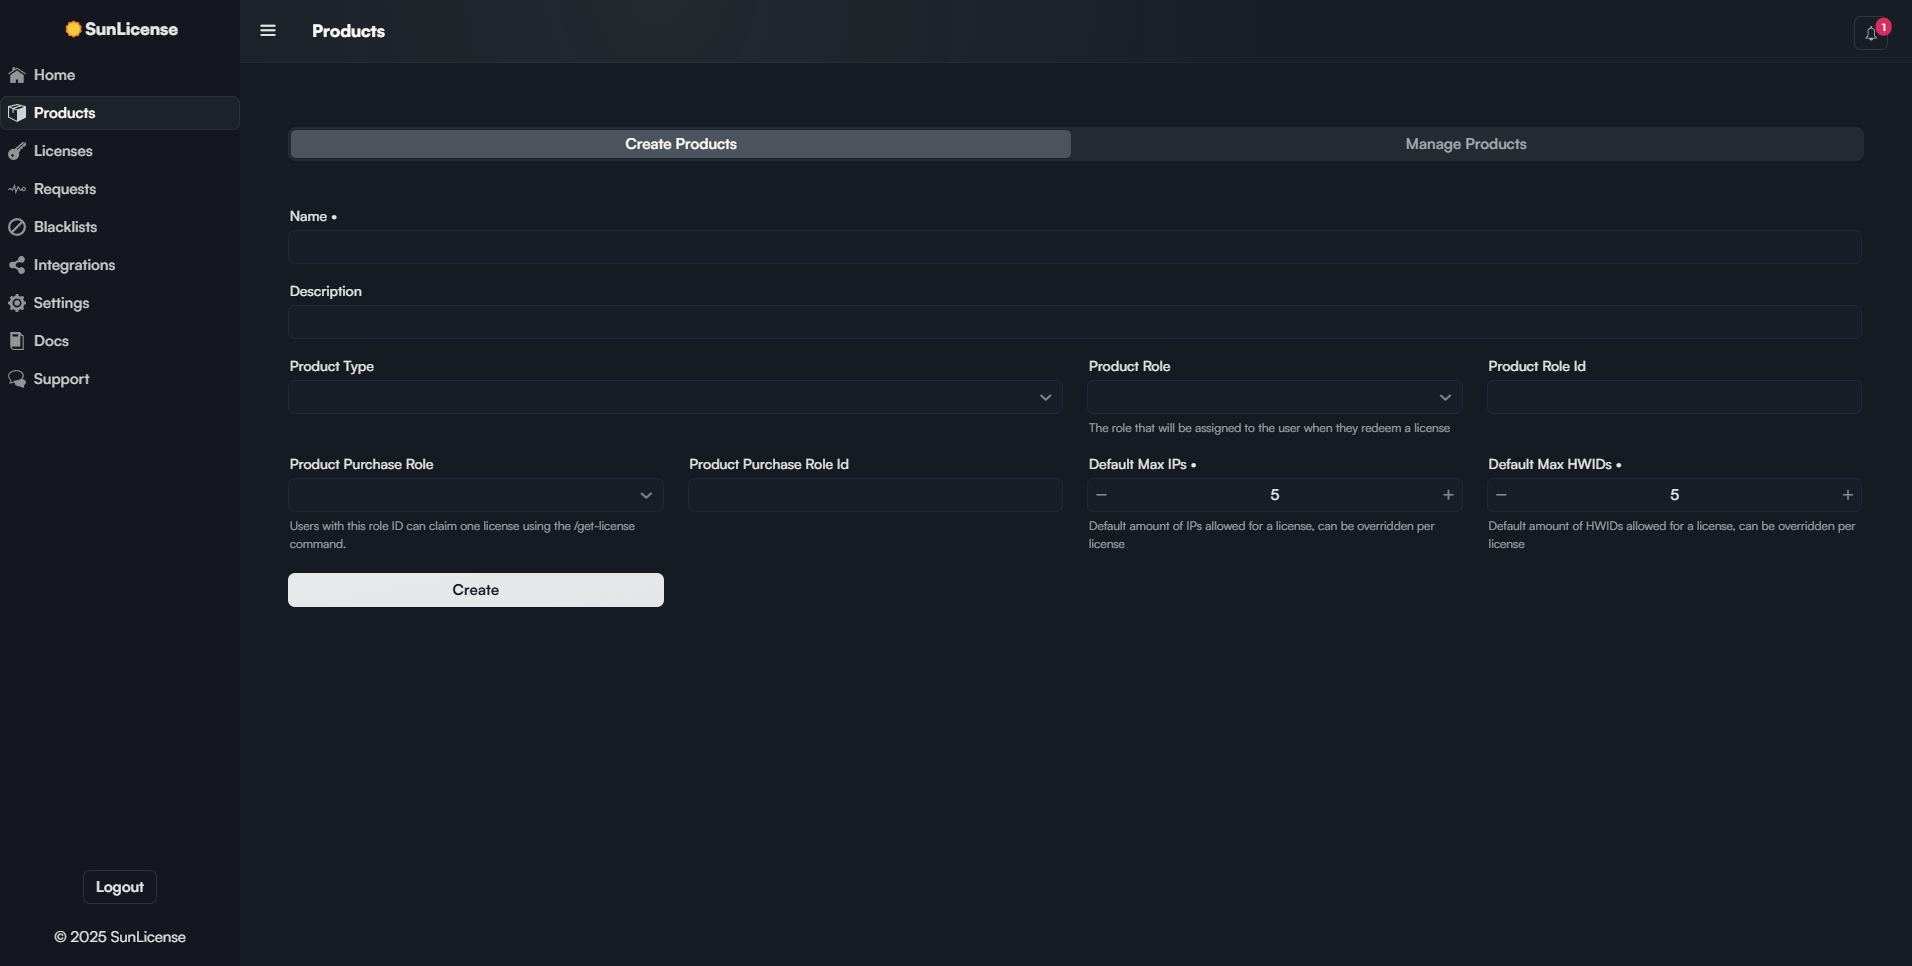 SunLicense
Products
1
Home
Products
Licenses
Requests
Blacklists
Integrations
Settings
Docs
Support
Create Products
Manage Products
Name •
Description
Product Type
Product Role
The role that will be assigned to the user when they redeem a license
Product Role Id
Product Purchase Role
Users with this role ID can claim one license using the /get-license
command.
Product Purchase Role Id
Default Max IPs •
5
Default amount of IPs allowed for a license, can be overridden per
license
Default Max HWIDs •
5
Default amount of HWIDs allowed for a license, can be overridden per
license
Create
Logout
© 2025 SunLicense